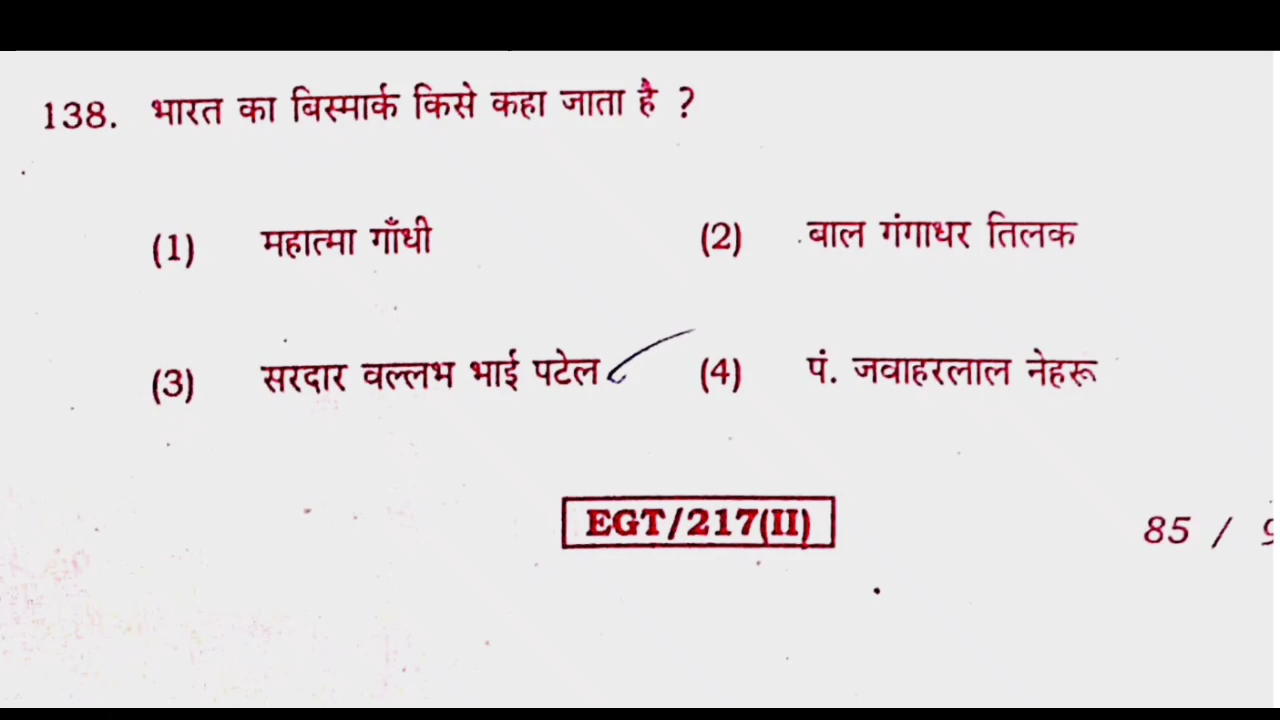 138. भारत का बिस्मार्क किसे कहा जाता है ?
(1) महात्मा गाँधी (2) बाल गंगाधर तिलक
(3) सरदार वल्लभ भाई पटेल (4) पं. जवाहरलाल नेहरू
EGT/217(II) 85 /